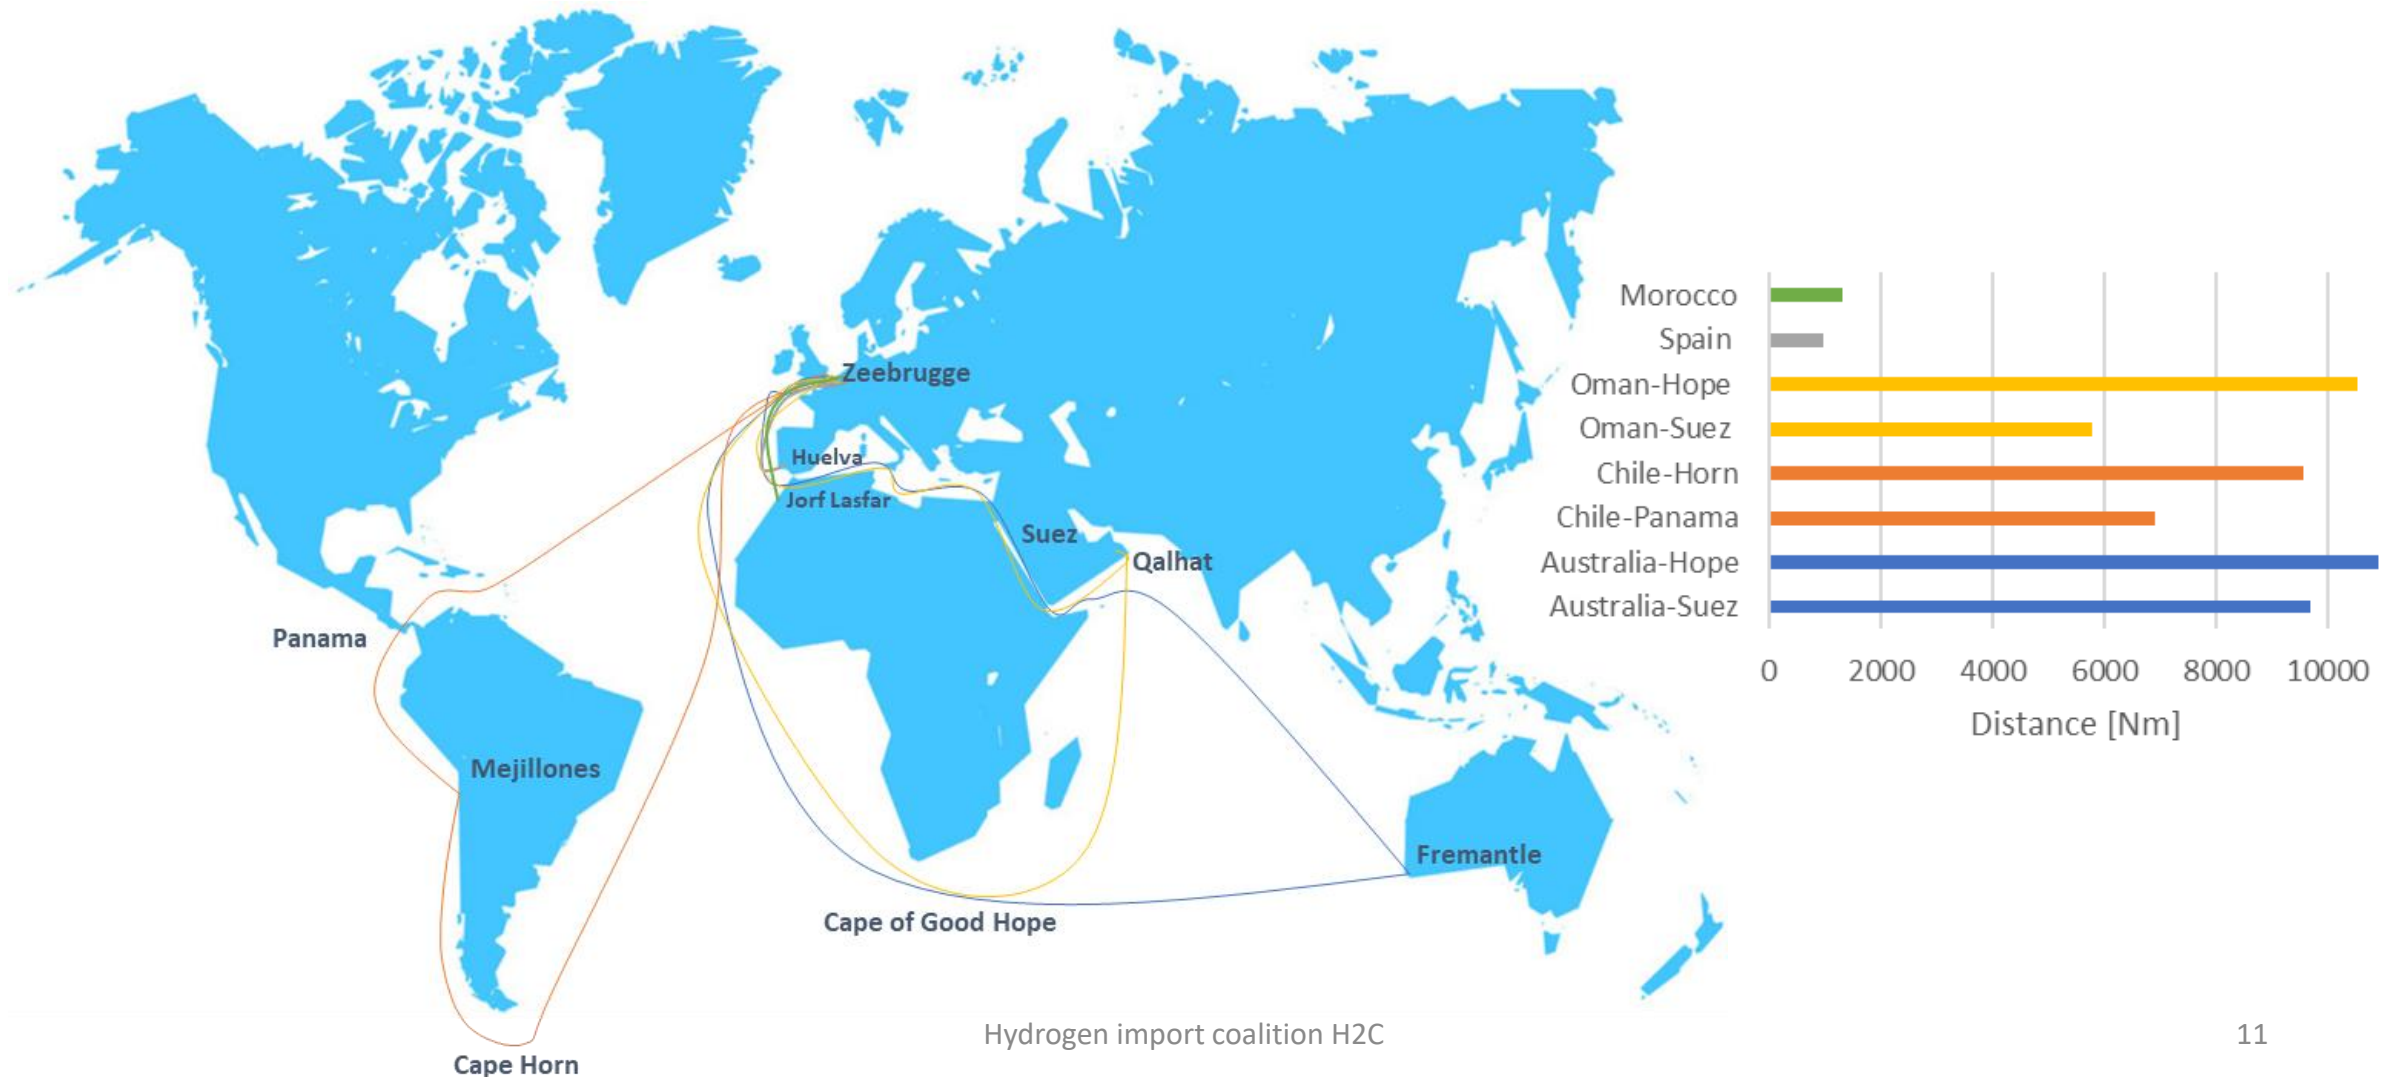 Zeebrugge
Huelva
Jorf Lasfar
Suez
Qalhat
Panama
Mejillones
Fremantle
Cape of Good Hope
Cape Horn
Morocco
Spain
Oman-Hope
Oman-Suez
Chile-Horn
Chile-Panama
Australia-Hope
Australia-Suez
0 2000 4000 6000 8000 10000
Distance [Nm]
Hydrogen import coalition H2C
11